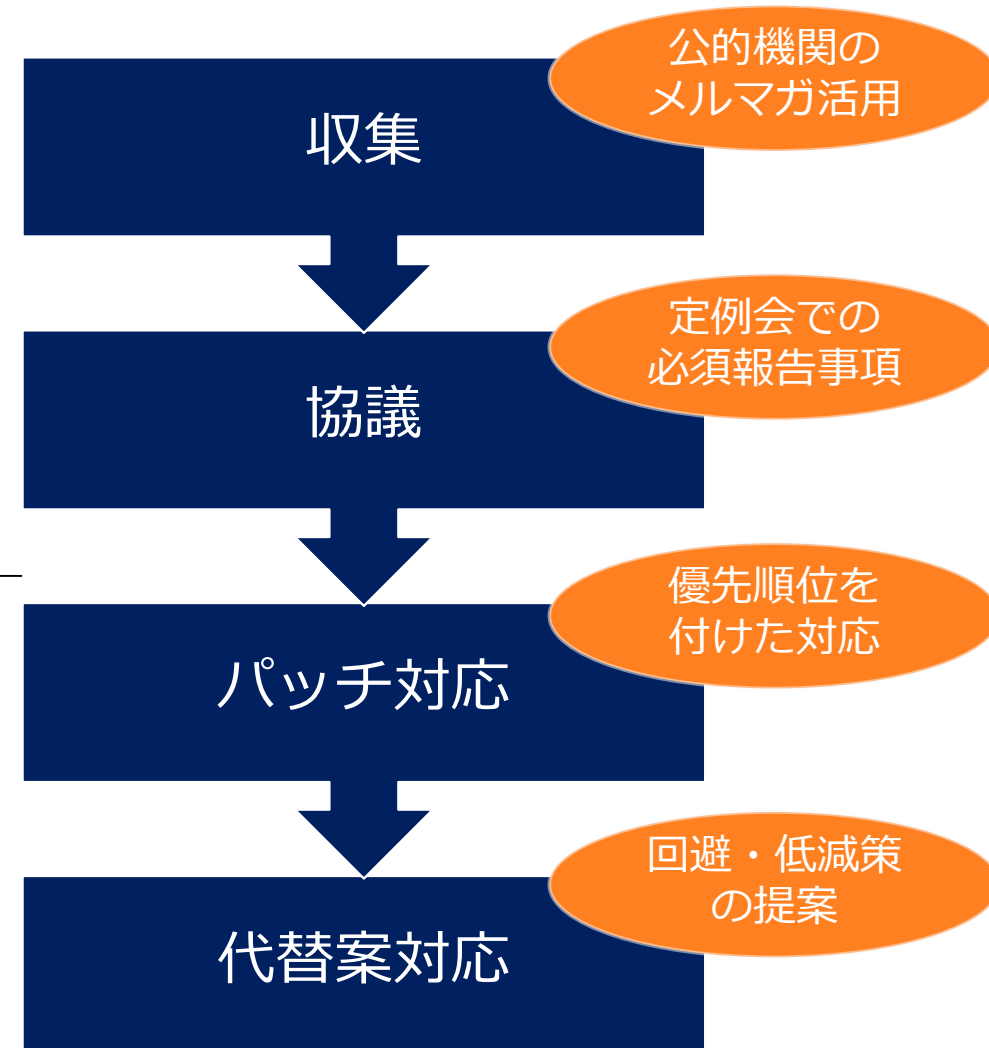 公的機関の
メルマガ活用
収集
定例会での
必須報告事項
協議
優先順位を
付けた対応
パッチ対応
回避・低減策
の提案
代替案対応